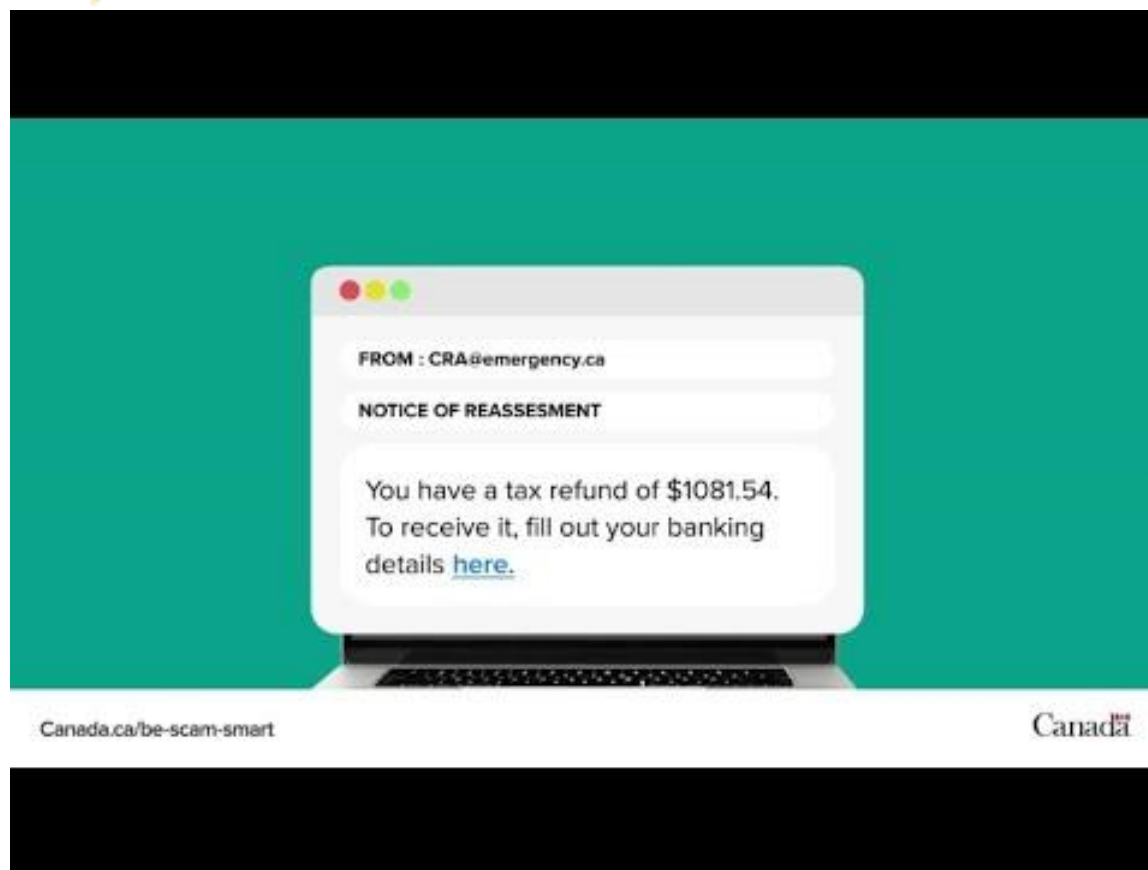 FROM : CRA@emergency.ca
NOTICE OF REASSESMENT
You have a tax refund of $1081.54.
To receive it, fill out your banking
details here.
Canada.ca/be-scam-smart
Canada